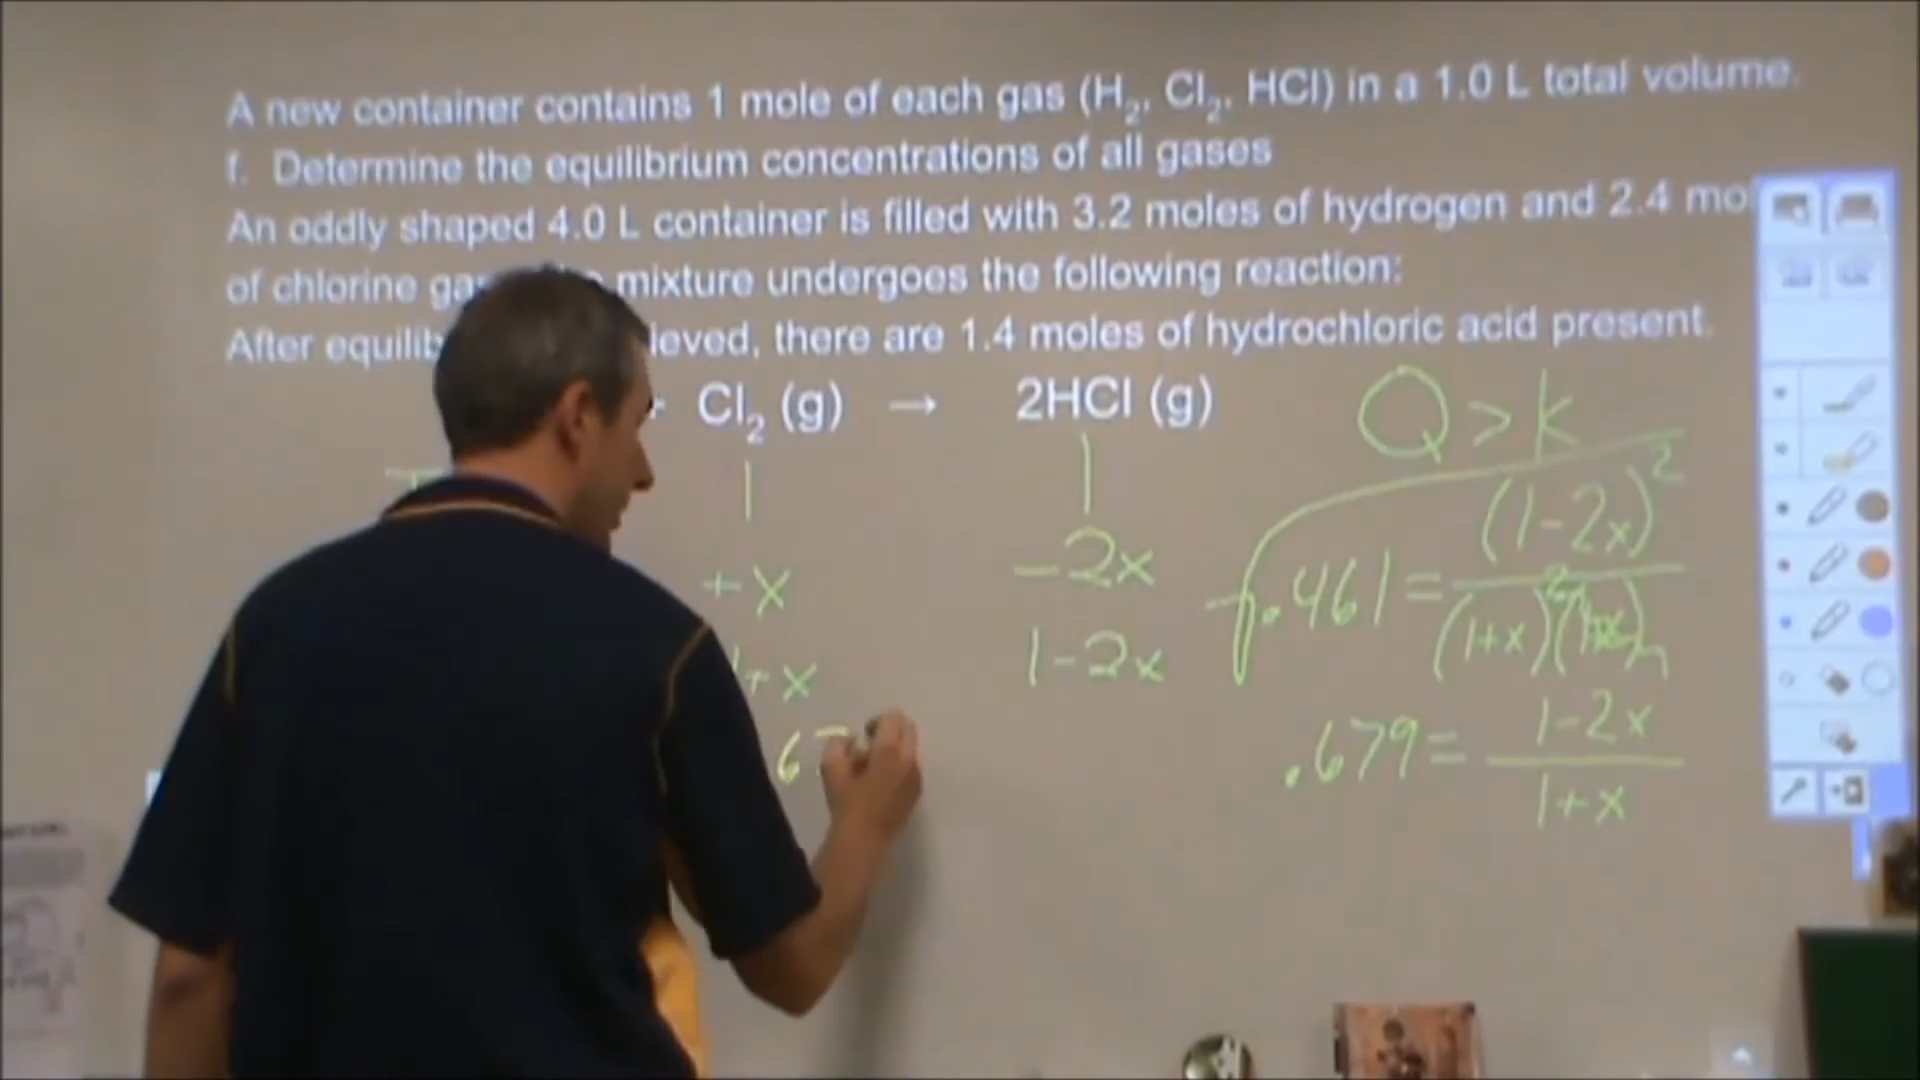 A new container contains 1 mole of each gas (H₂, Cl₂, HCl) in a 1.0 L total volume.
f. Determine the equilibrium concentrations of all gases
An oddly shaped 4.0 L container is filled with 3.2 moles of hydrogen and 2.4 mo
of chlorine ga mixture undergoes the following reaction:
After equilib ieved, there are 1.4 moles of hydrochloric acid present.
Cl₂ (g) → 2HCl (g)
Q > K
1 1
+x -2x
1+x 1-2x
.461 = (1-2x)² / (1+x)
.679 = 1-2x / 1+x
6